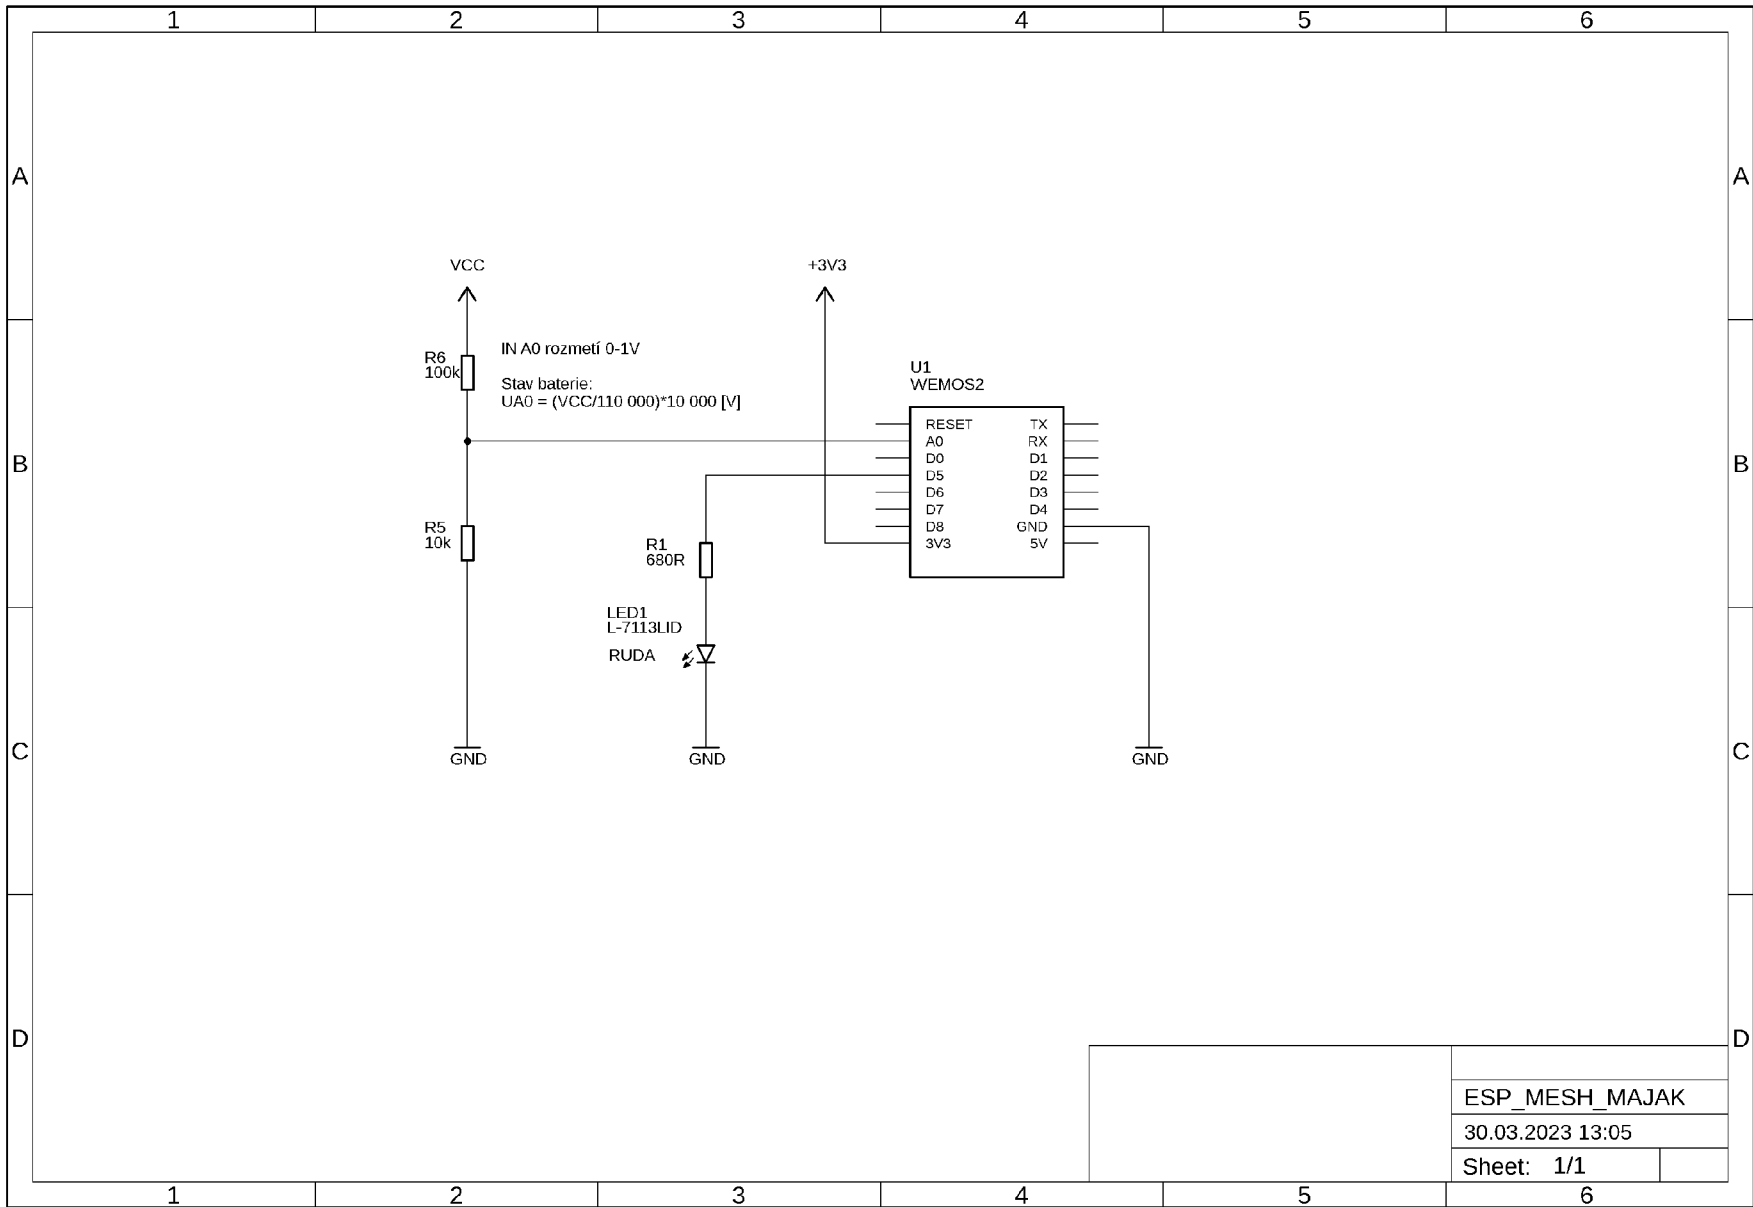 1 2 3 4 5 6
A A
VCC +3V3
IN A0 rozmetí 0-1V
R6
100k
Stav baterie:
UA0 = (VCC/110 000)*10 000 [V]
U1
WEMOS2
RESET TX
A0 RX
D0 D1
D5 D2
D6 D3
D7 D4
D8 GND
3V3 5V
B B
R5
10k
R1
680R
LED1
L-7113LID
RUDA
GND GND GND
C C
D D
ESP_MESH_MAJAK
30.03.2023 13:05
Sheet: 1/1
1 2 3 4 5 6